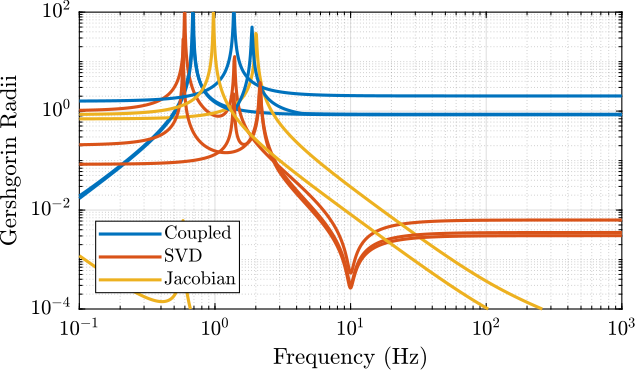 10^2
10^0
10^-2
10^-4
Gershgorin Radii
Coupled
SVD
Jacobian
10^-1 10^0 10^1 10^2 10^3
Frequency (Hz)